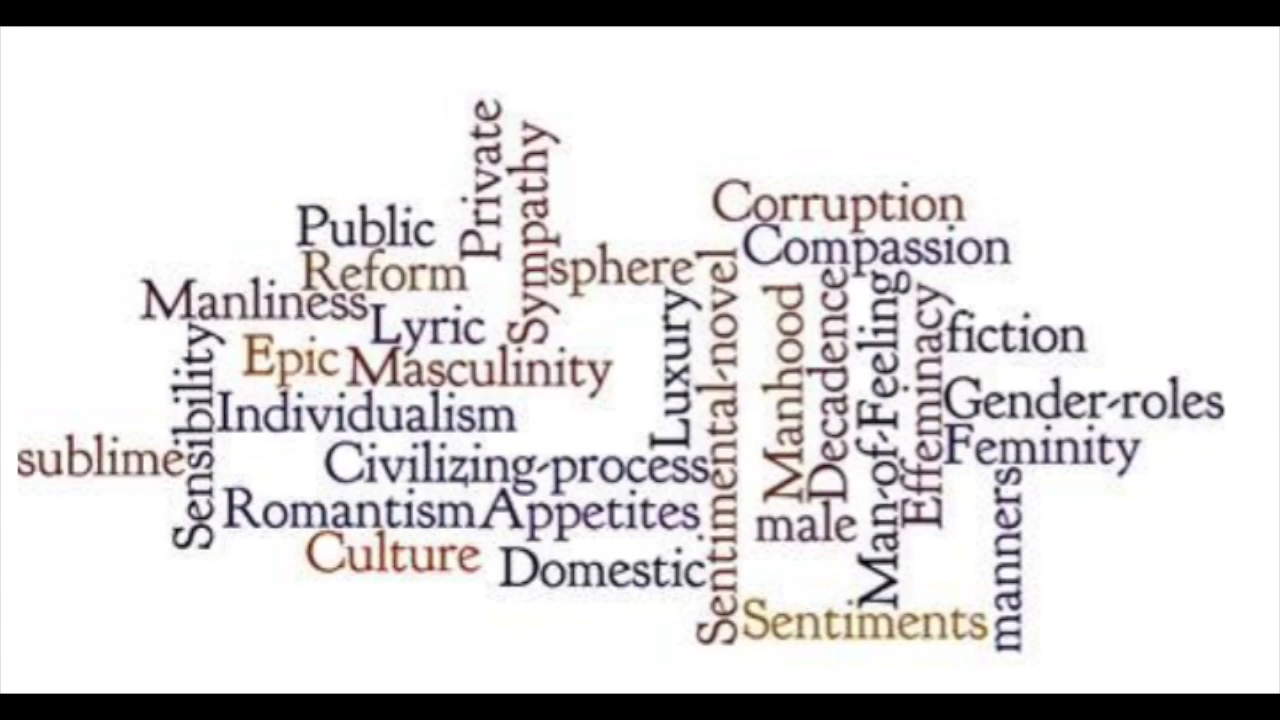 Private
Sympathy
Public
Reform
sphere
Manliness
Lyric
Epic
Masculinity
Sensibility
Individualism
sublime
Civilizing-process
Romantism
Appetites
Culture
Domestic
Luxury
Sentimental-novel
Corruption
Compassion
Manhood
Decadence
Man-of-Feeling
Effeminacy
fiction
Gender-roles
Feminity
male
manners
Sentiments